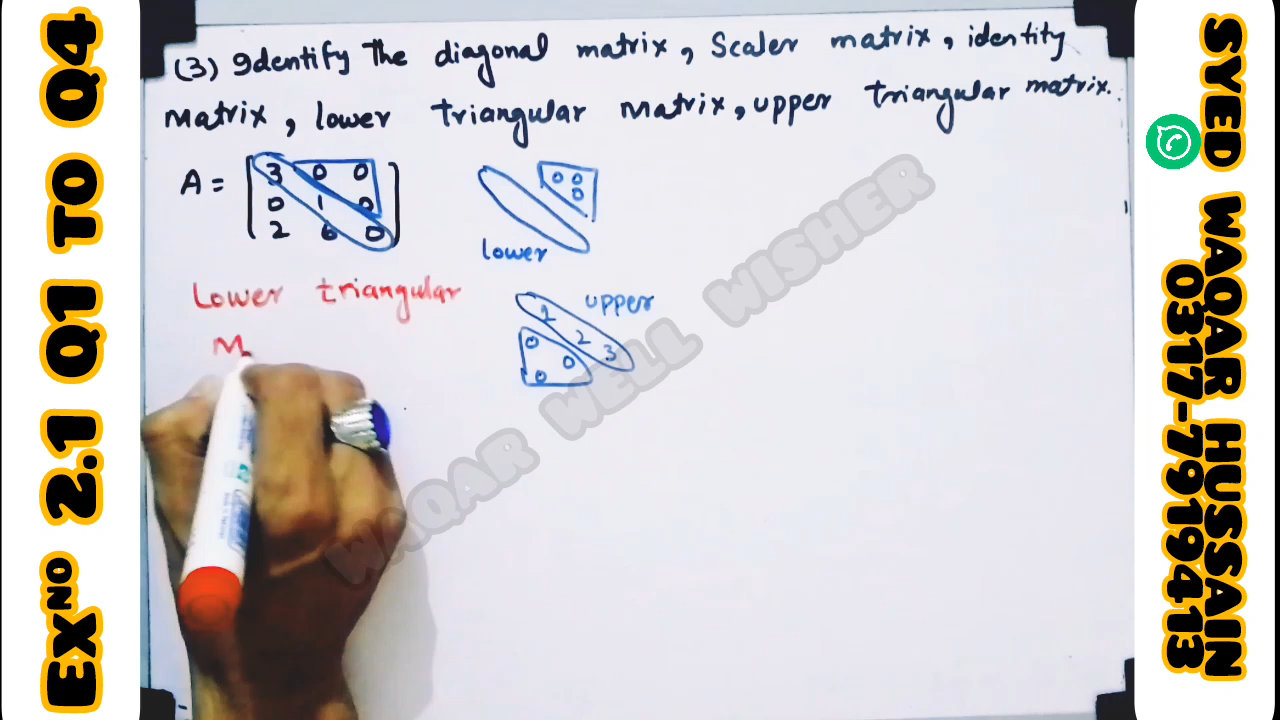 EXNO 2.1 Q1 TO Q4
(3) Identify The diagonal matrix, Scaler matrix, identity
Matrix, lower triangular Matrix, upper triangular matrix.
A = [3 0 0
0 1 0
2 6 0]
0 0
0
lower
Lower triangular
M
upper
1
2
3
0
0
0
WAQAR WELL WISHER
SYED WAQAR HUSSAIN
0317-7919413